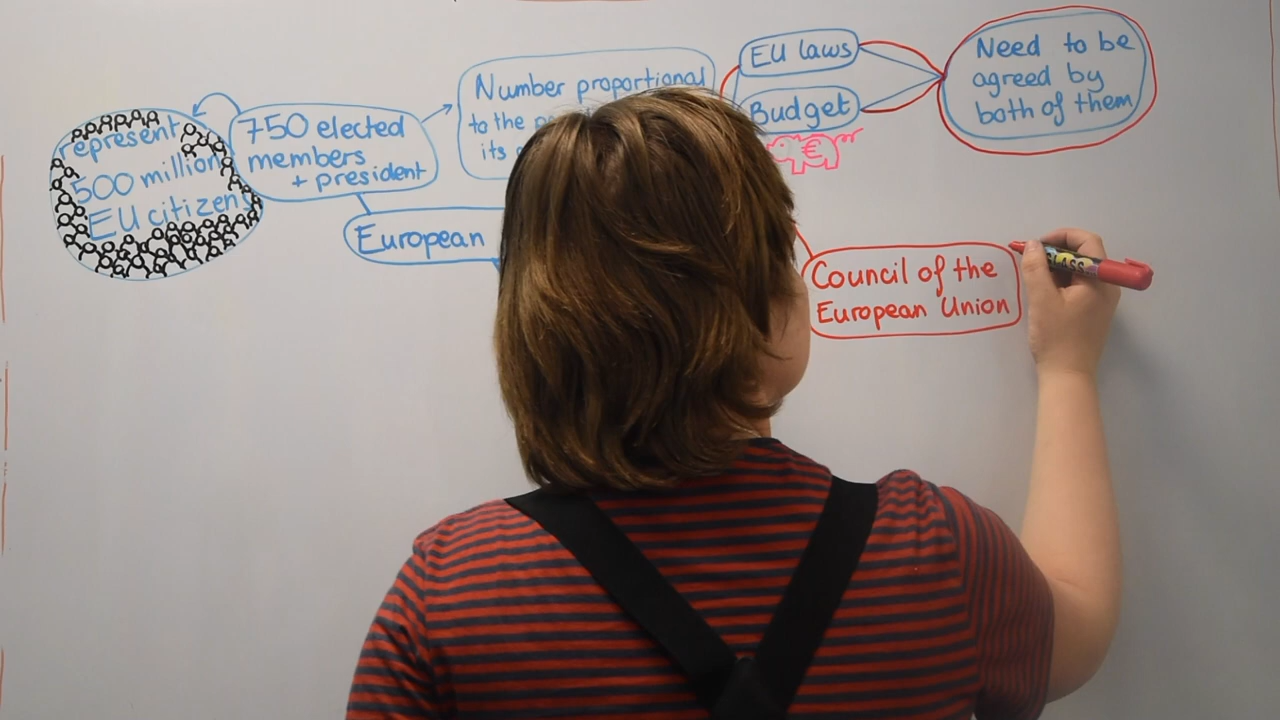 represent
500 million
EU citizens
750 elected
members
+ president
Number proportional
to the
its
European
EU laws
Budget
€
Need to be
agreed by
both of them
Council of the
European Union